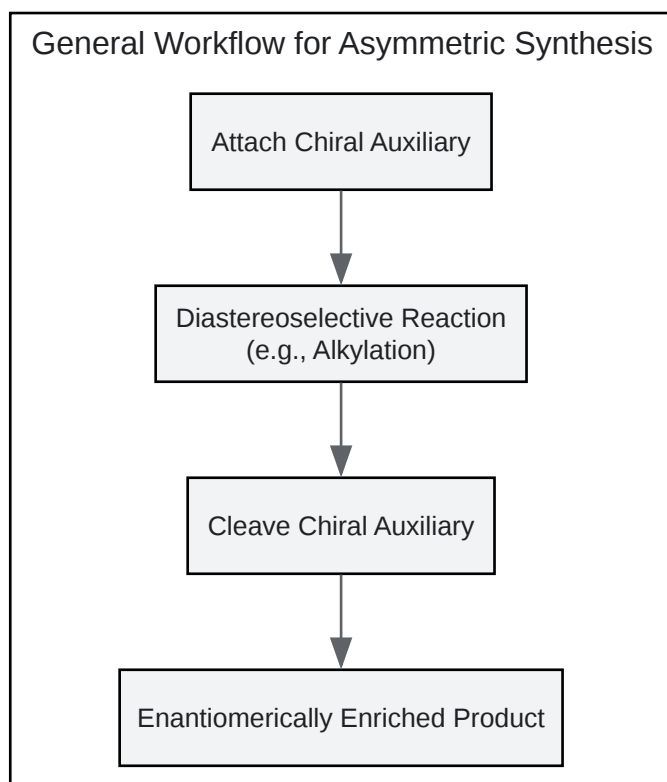 General Workflow for Asymmetric Synthesis
Attach Chiral Auxiliary
Diastereoselective Reaction
(e.g., Alkylation)
Cleave Chiral Auxiliary
Enantiomerically Enriched Product